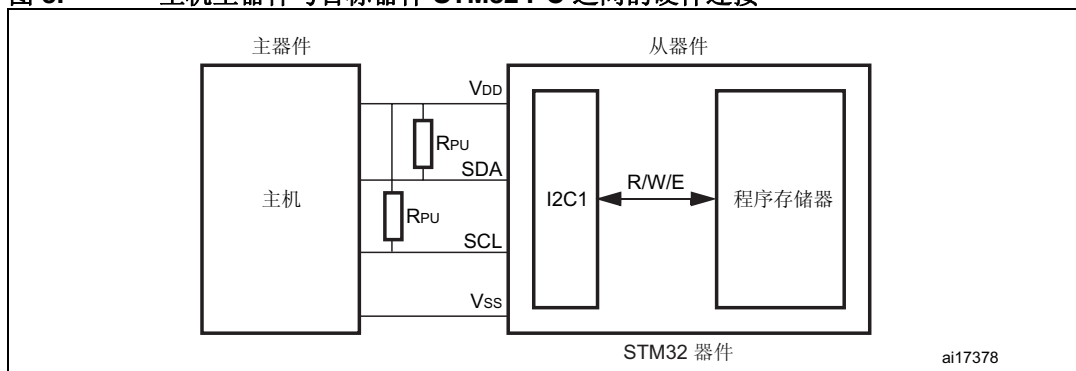 主器件
从器件
VDD
RPU
SDA
主机
I2C1
R/W/E
程序存储器
RPU
SCL
VSS
STM32 器件
ai17378